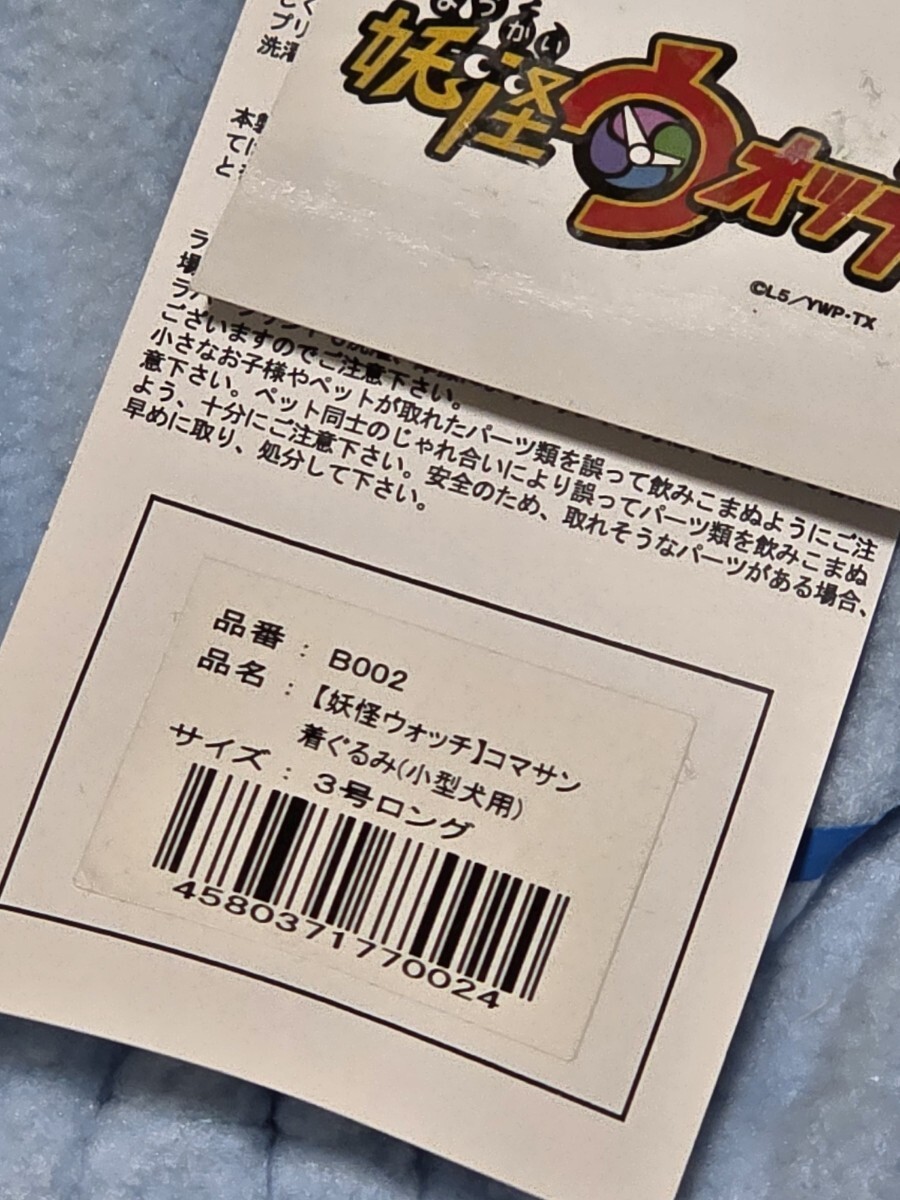 プリ
洗濯
妖怪ウォッ
©L5／YWP・TX
ございますのでご注意下さい。
小さなお子様やペットが取れたパーツ類を誤って飲みこまぬようにご注
意下さい。ペット同士のじゃれ合いにより誤ってパーツ類を飲みこまぬ
よう、十分にご注意下さい。安全のため、取れそうなパーツがある場合、
早めに取り、処分して下さい。
品番：B002
品名：【妖怪ウォッチ】コマサン
着ぐるみ(小型犬用)
サイズ：3号ロング
4580371770024